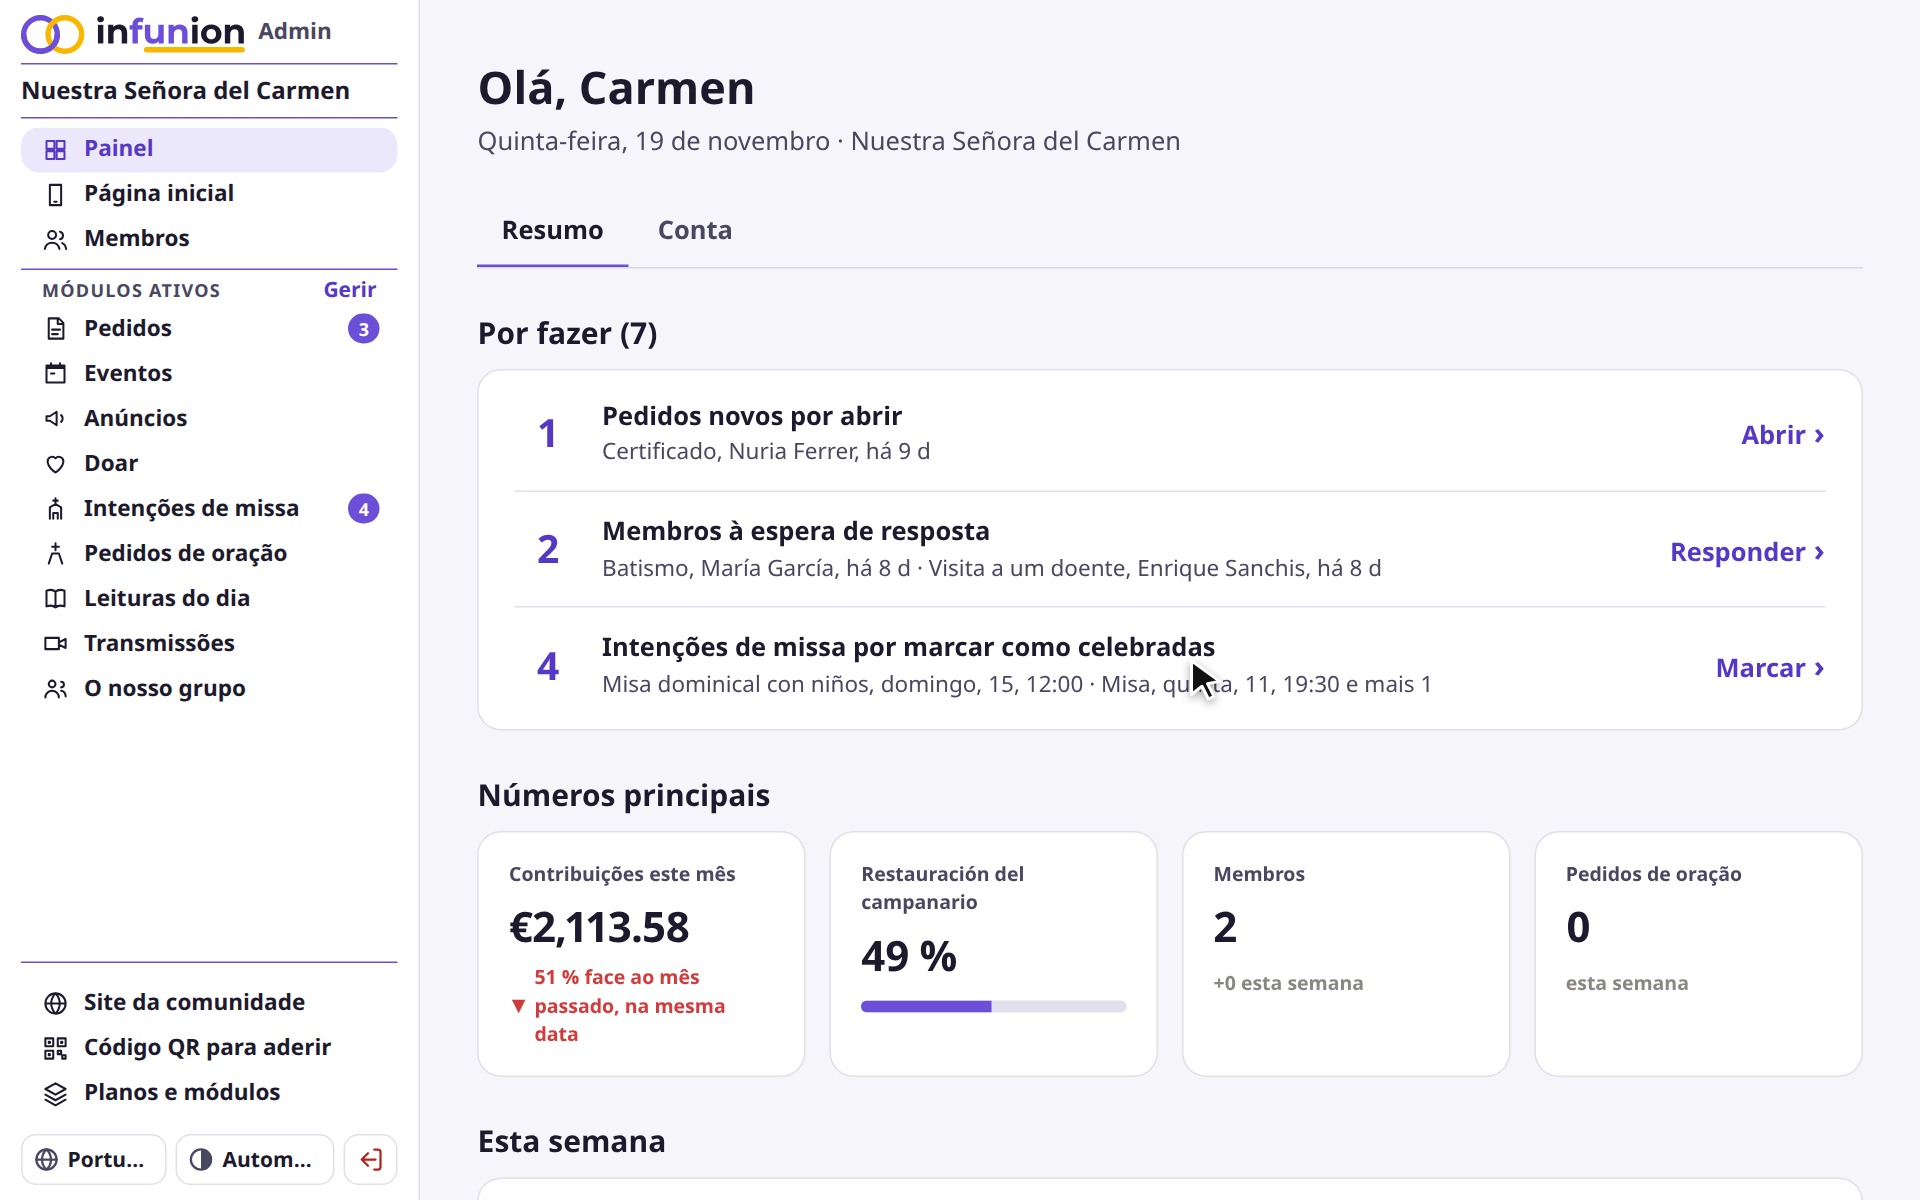 infunion Admin
Nuestra Señora del Carmen
Painel
Página inicial
Membros
MÓDULOS ATIVOS Gerir
Pedidos 3
Eventos
Anúncios
Doar
Intenções de missa 4
Pedidos de oração
Leituras do dia
Transmissões
O nosso grupo
Site da comunidade
Código QR para aderir
Planos e módulos
Portu... Autom...
Olá, Carmen
Quinta-feira, 19 de novembro · Nuestra Señora del Carmen
Resumo Conta
Por fazer (7)
1 Pedidos novos por abrir
Certificado, Nuria Ferrer, há 9 d
Abrir ›
2 Membros à espera de resposta
Batismo, María García, há 8 d · Visita a um doente, Enrique Sanchis, há 8 d
Responder ›
4 Intenções de missa por marcar como celebradas
Misa dominical con niños, domingo, 15, 12:00 · Misa, quarta, 11, 19:30 e mais 1
Marcar ›
Números principais
Contribuições este mês
€2,113.58
▼ 51 % face ao mês
passado, na mesma
data
Restauración del
campanario
49 %
Membros
2
+0 esta semana
Pedidos de oração
0
esta semana
Esta semana